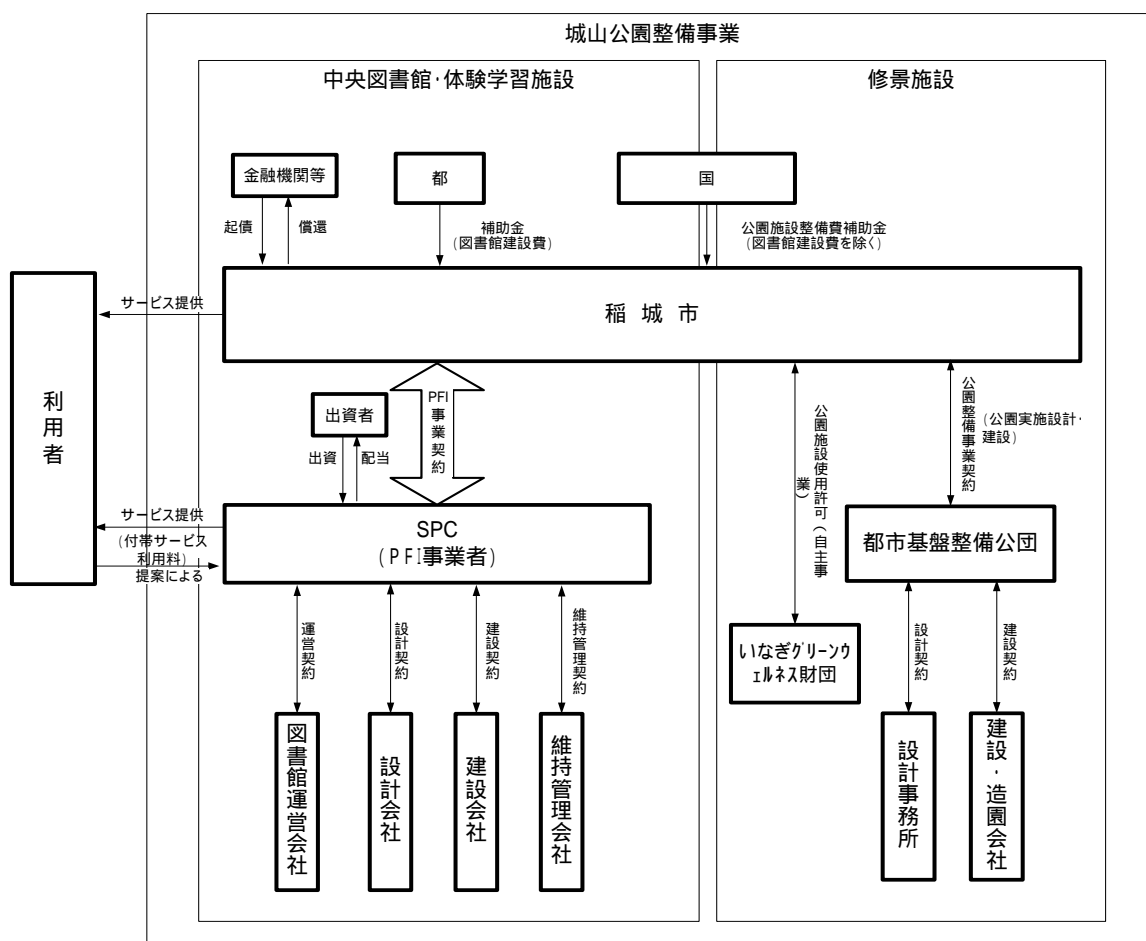 城山公園整備事業
中央図書館・体験学習施設
修景施設
金融機関等
都
国
起債
償還
補助金
(図書館建設費)
公園施設整備費補助金
(図書館建設費を除く)
利用者
サービス提供
稲城市
出資者
出資
配当
PFI事業契約
公園施設使用許可(自主事
業)
公園整備事業契約
(公園実施設計・
建設)
サービス提供
(付帯サービス
利用料)
提案による
SPC
(PFI事業者)
都市基盤整備公団
運営契約
設計契約
建設契約
維持管理契約
いなぎグリーンウ
ェルネス財団
設計契約
建設契約
図書館運営会社
設計会社
建設会社
維持管理会社
設計事務所
建設・造園会社